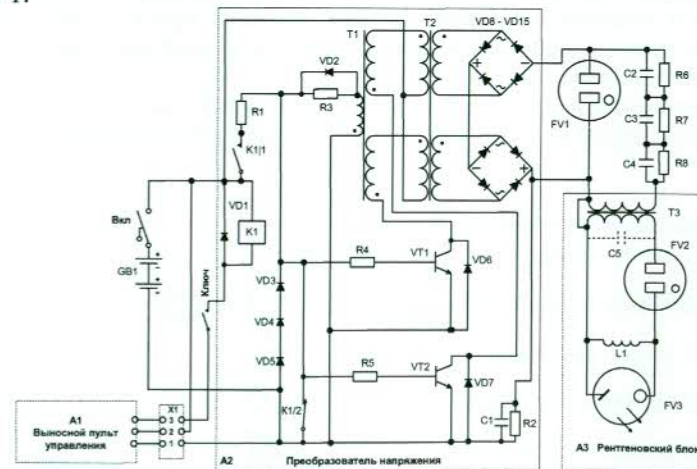 T1
T2
VD8 - VD15
VD2
R3
R1
K1|1
C2
R6
FV1
C3
R7
C4
R8
Вкл
VD1
K1
T3
C5
FV2
GB1
Ключ
R4
VT1
VD6
VD3
VD4
VD5
R5
VT2
VD7
L1
K1/2
C1
R2
FV3
A1
Выносной пульт
управления
X1
3
2
1
A2
Преобразователь напряжения
A3 Рентгеновский блок